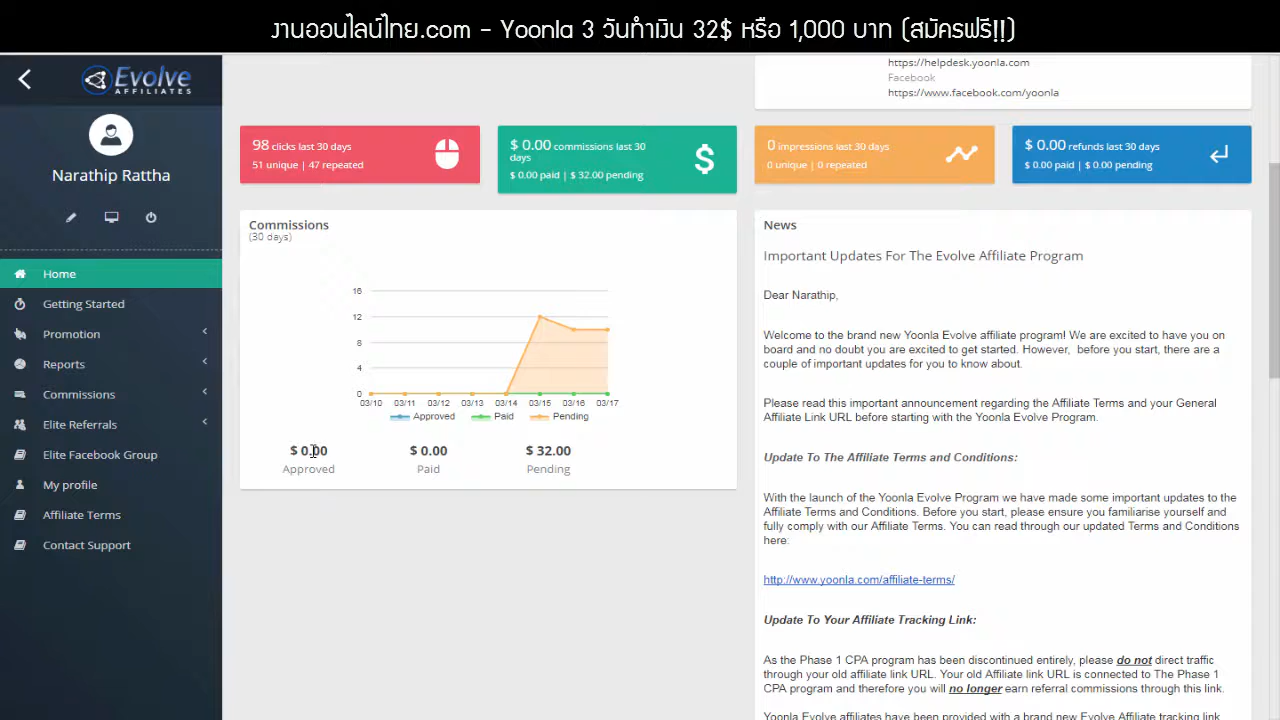 งานออนไลน์ไทย.com - Yoonla 3 วันทำเงิน 32$ หรือ 1,000 บาท (สมัครฟรี!!)
Evolve
AFFILIATES
Narathip Rattha
Home
Getting Started
Promotion
Reports
Commissions
Elite Referrals
Elite Facebook Group
My profile
Affiliate Terms
Contact Support
https://helpdesk.yoonla.com
Facebook
https://www.facebook.com/yoonla
98 clicks last 30 days
51 unique | 47 repeated
$ 0.00 commissions last 30
days
$ 0.00 paid | $ 32.00 pending
0 impressions last 30 days
0 unique | 0 repeated
$ 0.00 refunds last 30 days
$ 0.00 paid | $ 0.00 pending
Commissions
(30 days)
16
12
8
4
0
03/10 03/11 03/12 03/13 03/14 03/15 03/16 03/17
Approved Paid Pending
$ 0.00 $ 0.00 $ 32.00
Approved Paid Pending
News
Important Updates For The Evolve Affiliate Program
Dear Narathip,
Welcome to the brand new Yoonla Evolve affiliate program! We are excited to have you on
board and no doubt you are excited to get started. However, before you start, there are a
couple of important updates for you to know about.
Please read this important announcement regarding the Affiliate Terms and your General
Affiliate Link URL before starting with the Yoonla Evolve Program.
Update To The Affiliate Terms and Conditions:
With the launch of the Yoonla Evolve Program we have made some important updates to the
Affiliate Terms and Conditions. Before you start, please ensure you familiarise yourself and
fully comply with our Affiliate Terms. You can read through our updated Terms and Conditions
here:
http://www.yoonla.com/affiliate-terms/
Update To Your Affiliate Tracking Link:
As the Phase 1 CPA program has been discontinued entirely, please do not direct traffic
through your old affiliate link URL. Your old Affiliate link URL is connected to The Phase 1
CPA program and therefore you will no longer earn referral commissions through this link.
Yoonla Evolve affiliates have been provided with a brand new Evolve Affiliate tracking link